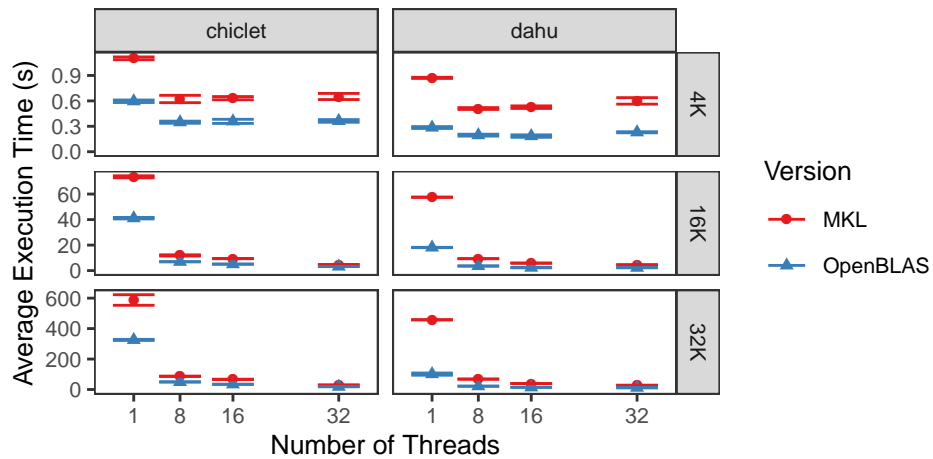 chiclet
dahu
Average Execution Time (s)
0.9
0.6
0.3
0.0
4K
60
40
20
0
16K
600
400
200
0
32K
1 8 16 32
1 8 16 32
Number of Threads
Version
MKL
OpenBLAS